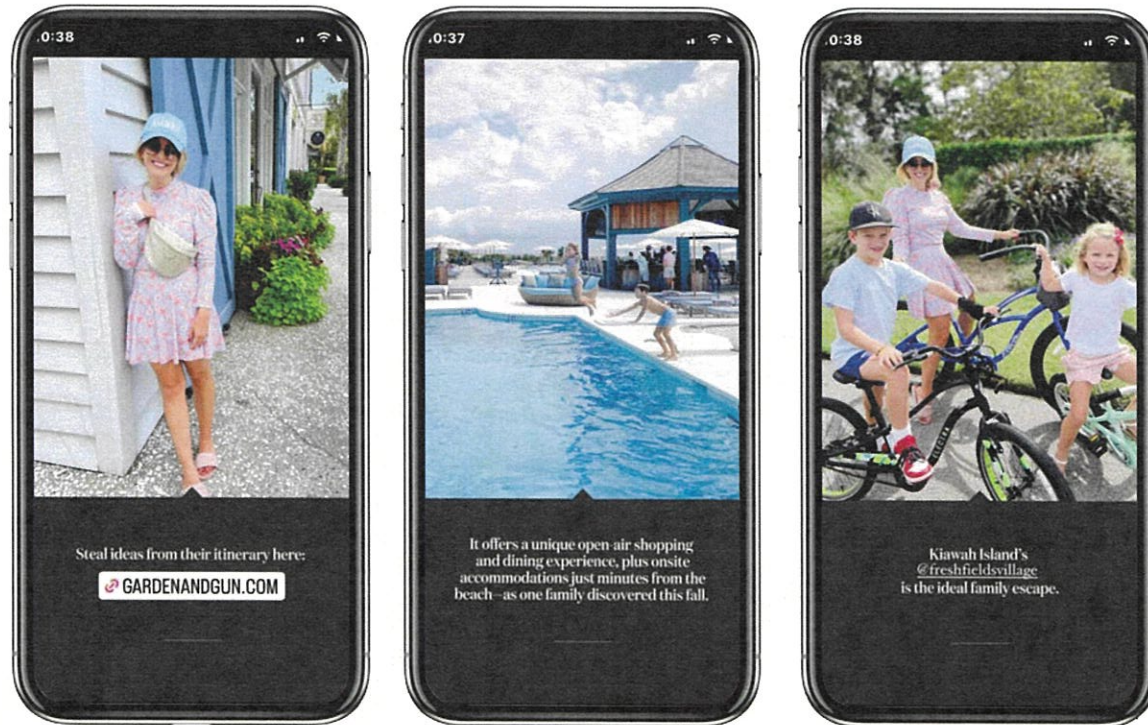 .0:38
Steal ideas from their itinerary here:
GARDENANDGUN.COM
.0:37
It offers a unique open-air shopping
and dining experience, plus onsite
accommodations just minutes from the
beach—as one family discovered this fall.
.0:38
Kiawah Island's
@freshfieldsvillage
is the ideal family escape.